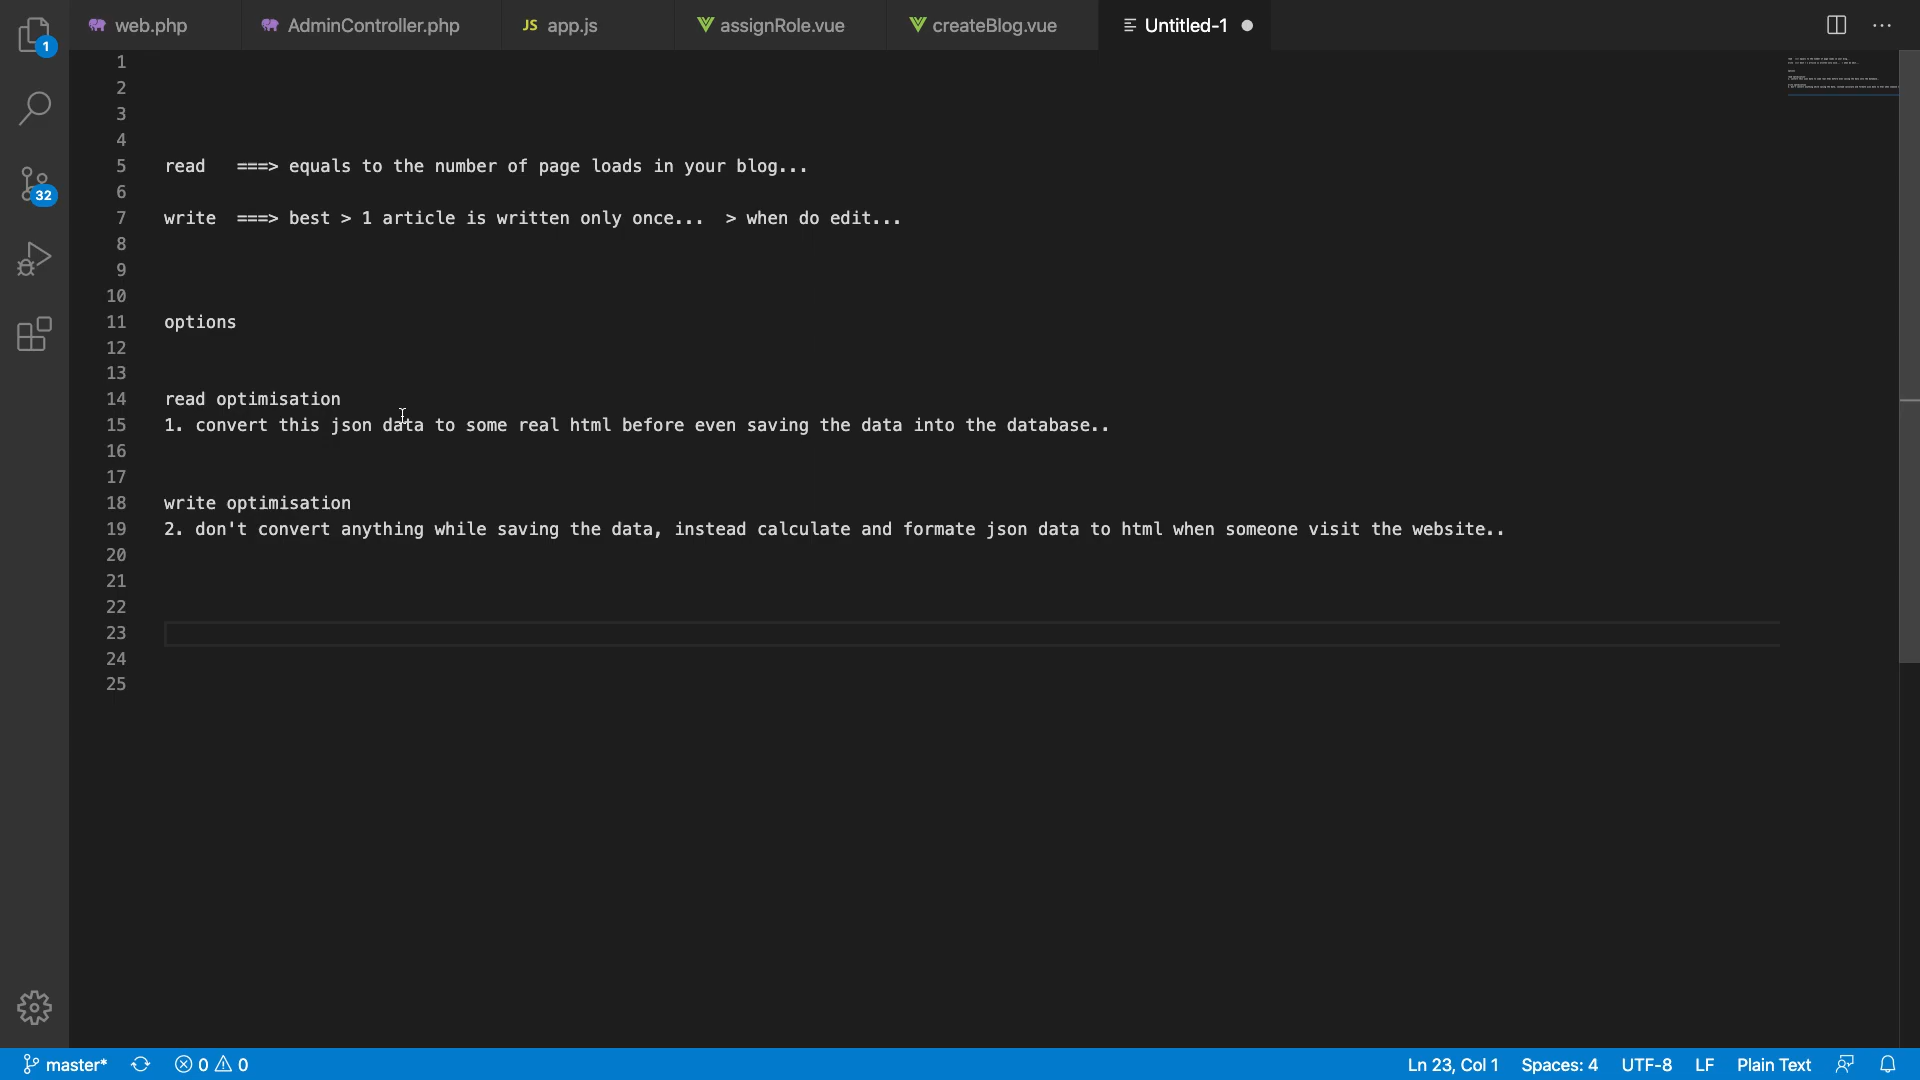 web.php AdminController.php JS app.js assignRole.vue createBlog.vue Untitled-1
1
1
2
3
4
5 read ===> equals to the number of page loads in your blog...
6
7 write ===> best > 1 article is written only once... > when do edit...
8
9
10
11 options
12
13
14 read optimisation
15 1. convert this json data to some real html before even saving the data into the database..
16
17
18 write optimisation
19 2. don't convert anything while saving the data, instead calculate and formate json data to html when someone visit the website..
20
21
22
23
24
25
32
master* 0 0 Ln 23, Col 1 Spaces: 4 UTF-8 LF Plain Text